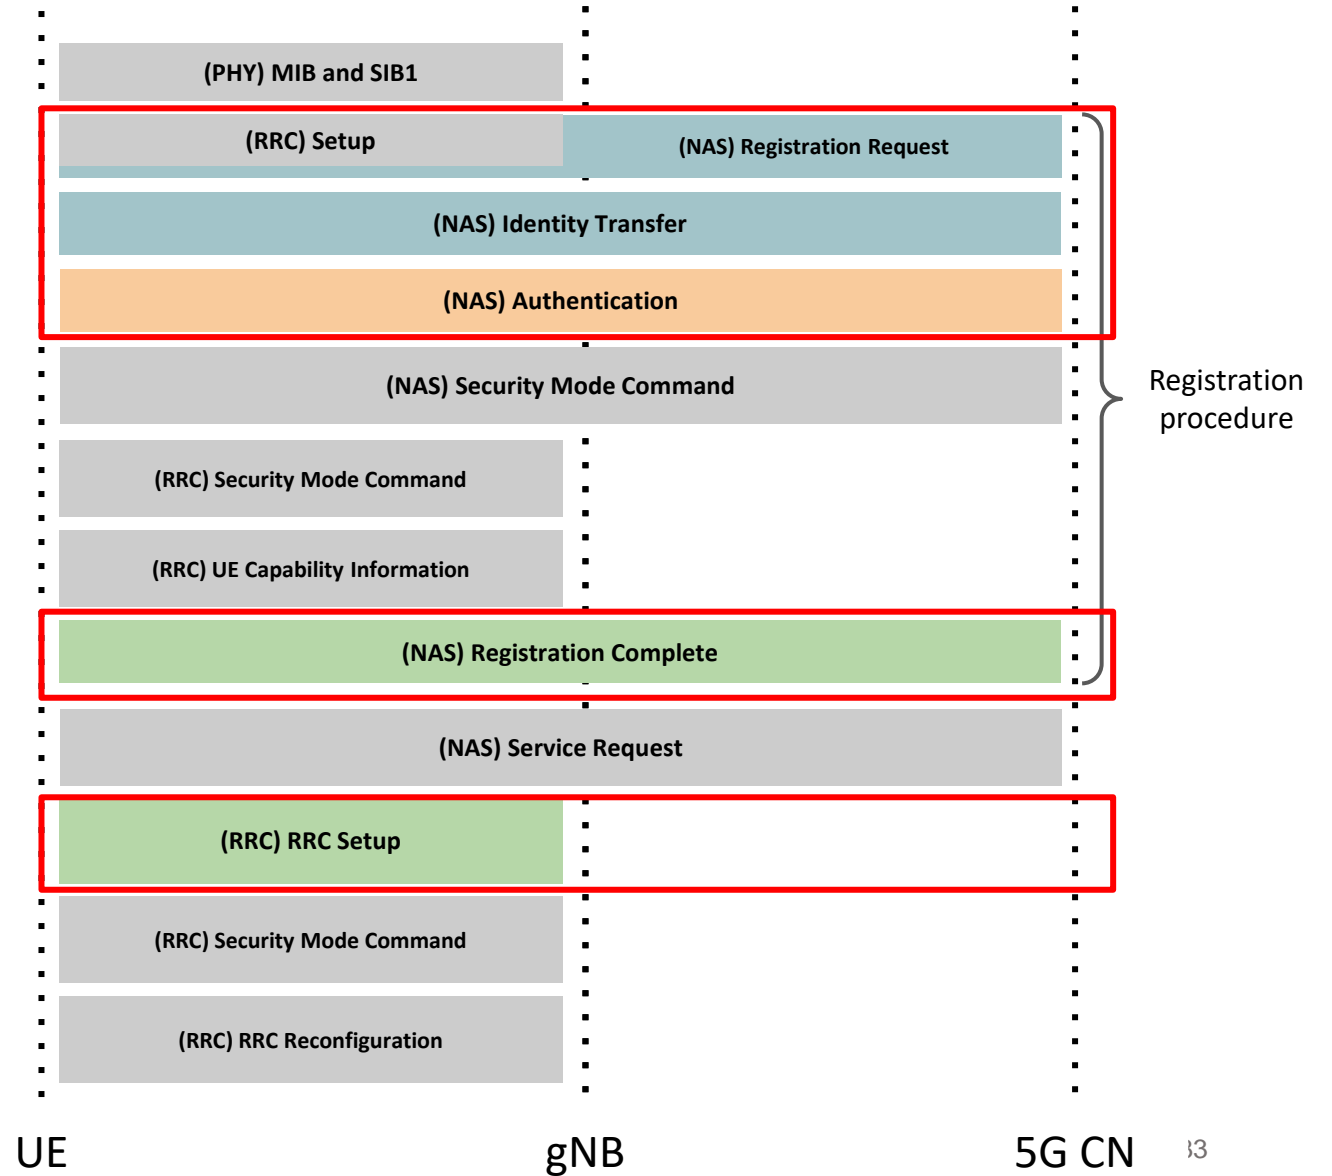 (PHY) MIB and SIB1
(RRC) Setup
(NAS) Registration Request
(NAS) Identity Transfer
(NAS) Authentication
(NAS) Security Mode Command
Registration
procedure
(RRC) Security Mode Command
(RRC) UE Capability Information
(NAS) Registration Complete
(NAS) Service Request
(RRC) RRC Setup
(RRC) Security Mode Command
(RRC) RRC Reconfiguration
UE
gNB
5G CN